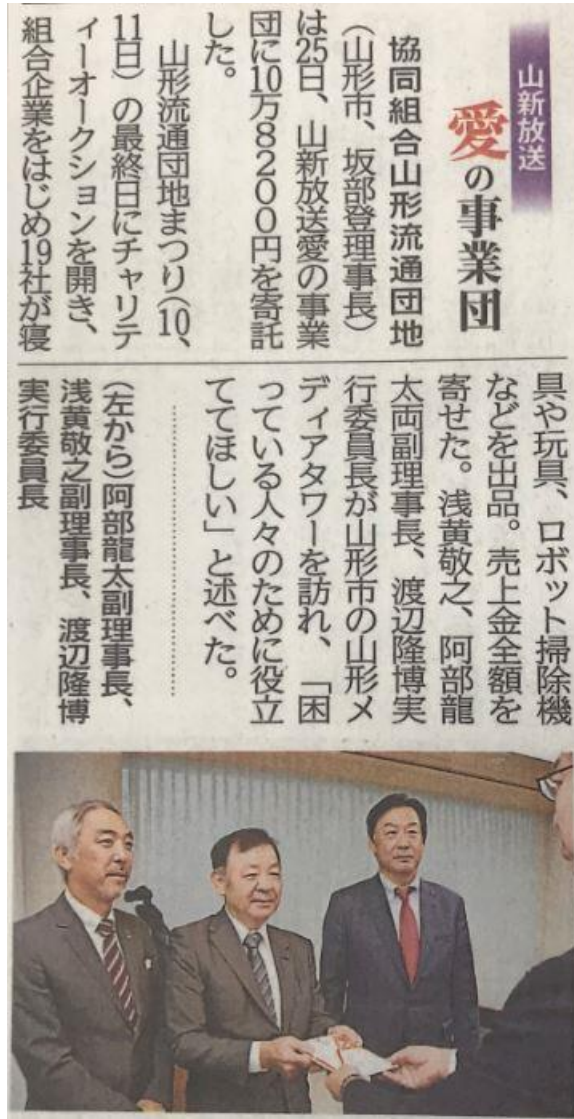 山新放送
愛の事業団
協同組合山形流通団地
(山形市、坂部登理事長)
は25日、山新放送愛の事業
団に10万8200円を寄託
した。
山形流通団地まつり(10、
11日)の最終日にチャリテ
ィーオークションを開き、
組合企業をはじめ19社が寝
具や玩具、ロボット掃除機
などを出品。売上金全額を
寄せた。浅黄敬之、阿部龍
太両副理事長、渡辺隆博実
行委員長が山形市の山形メ
ディアタワーを訪れ、「困
っている人々のために役立
ててほしい」と述べた。
(左から)阿部龍太副理事長、
浅黄敬之副理事長、渡辺隆博
実行委員長